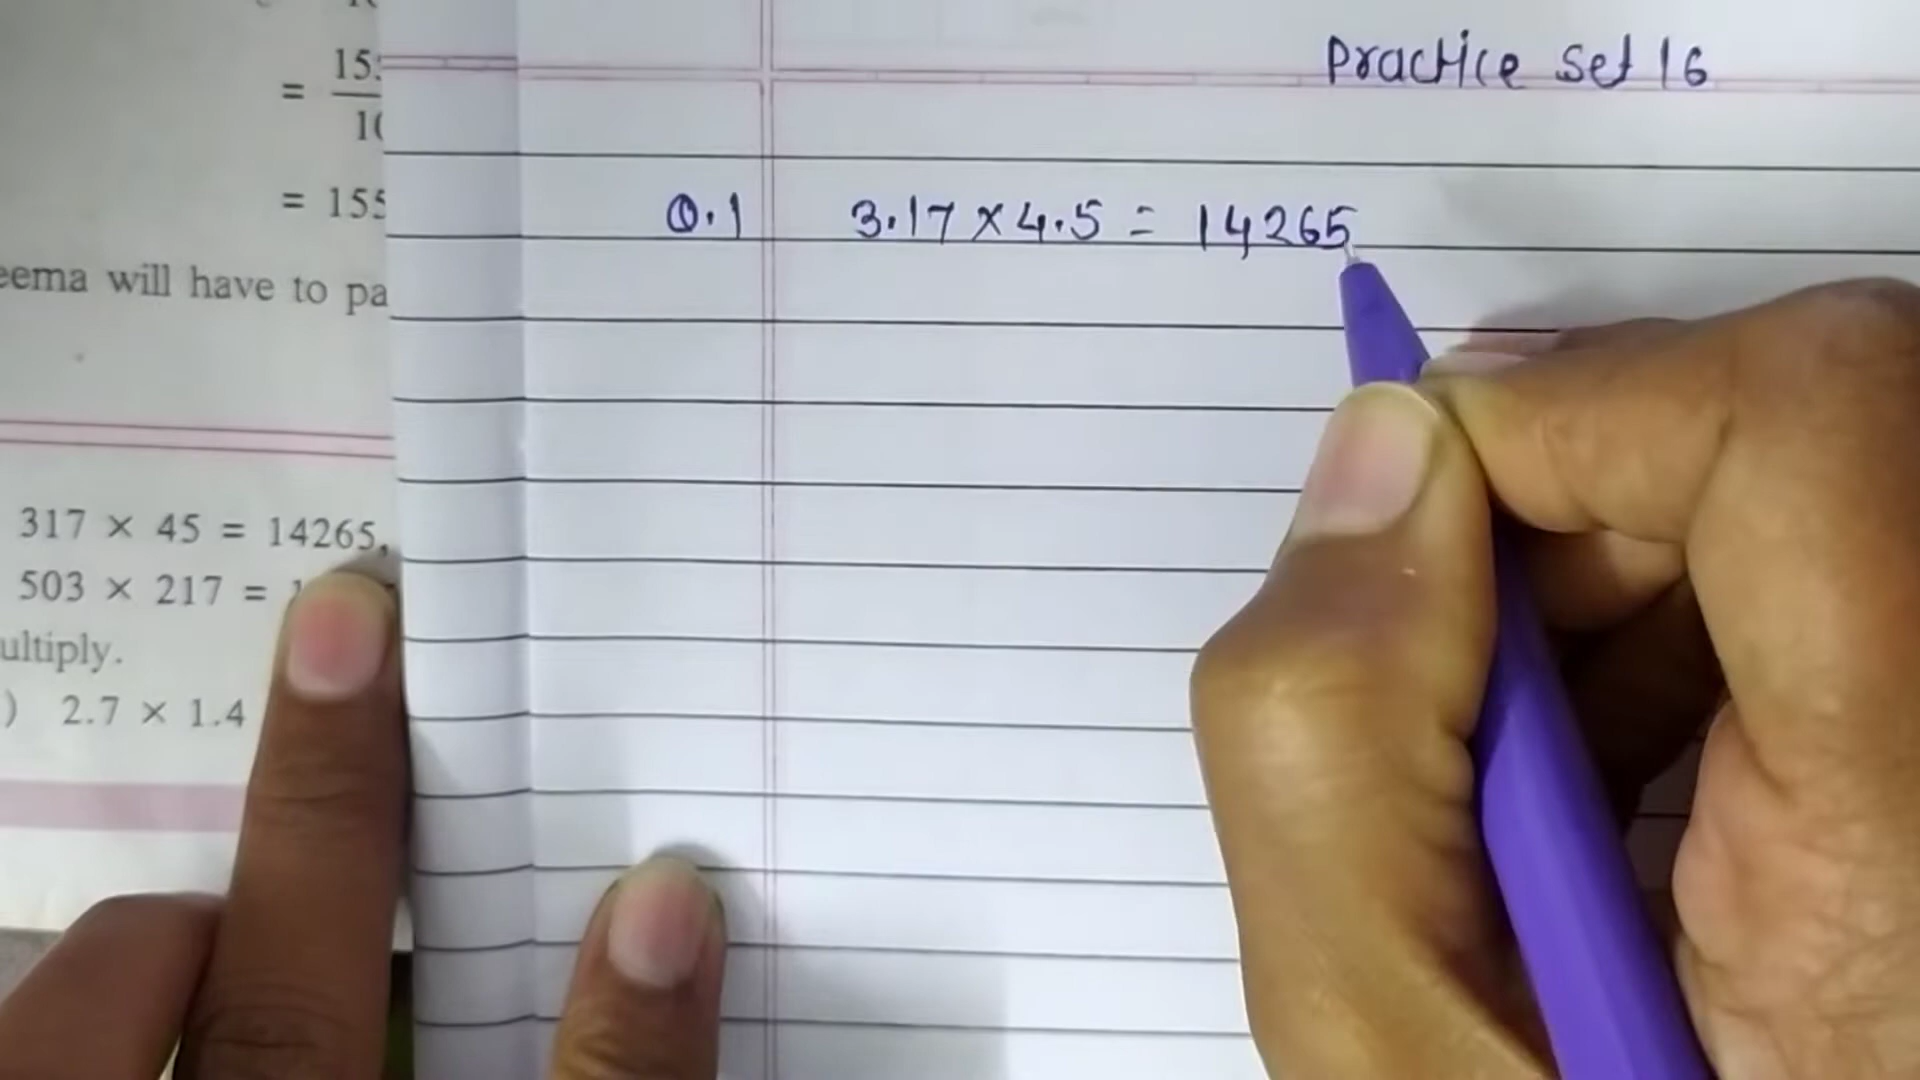 = 15
10
= 155
eema will have to pa
317 × 45 = 14265,
503 × 217 =
ultiply.
) 2.7 × 1.4
Practice Set 16
Q.1 3.17 × 4.5 = 14265